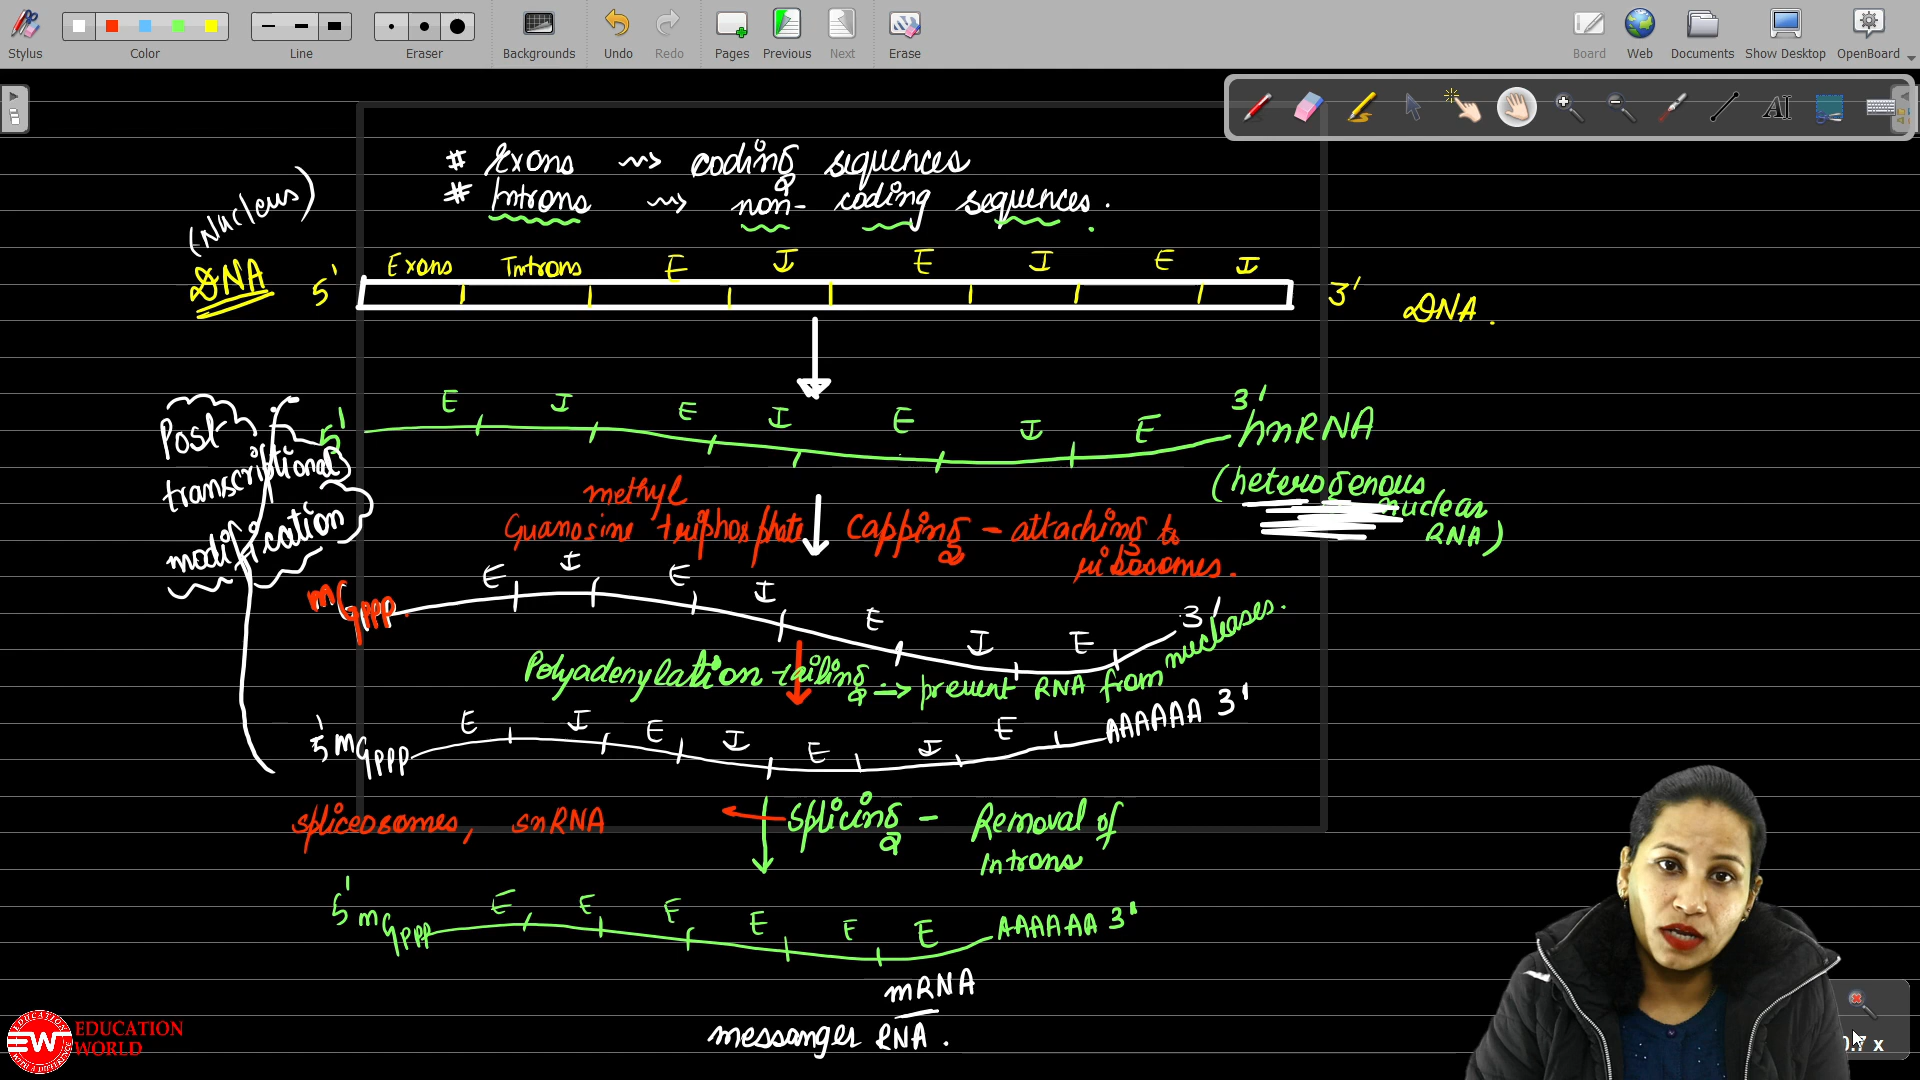 Stylus Color Line Eraser Backgrounds Undo Redo Pages Previous Next Erase Board Web Documents Show Desktop OpenBoard
# Exons ⇝ coding sequences
# Introns ⇝ non-coding sequences.
(Nucleus)
DNA 5' Exons Introns E I E I E I 3' DNA.
5' E I E I E I E 3' hnRNA
(heterogenous nuclear RNA)
Post
transcriptional
modification
methyl
Guanosine triphosphate Capping - attaching to
ribosomes.
mGPPP E I E I E I E 3'
Polyadenylation - tailing → prevent RNA from nucleases.
5' mGPPP E I E I E I E AAAAAA 3'
spliceosomes, snRNA ← Splicing - Removal of
Introns
5' mGPPP E E E E E E AAAAAA 3'
mRNA
messanger RNA.
EW EDUCATION
WORLD
0.7 x